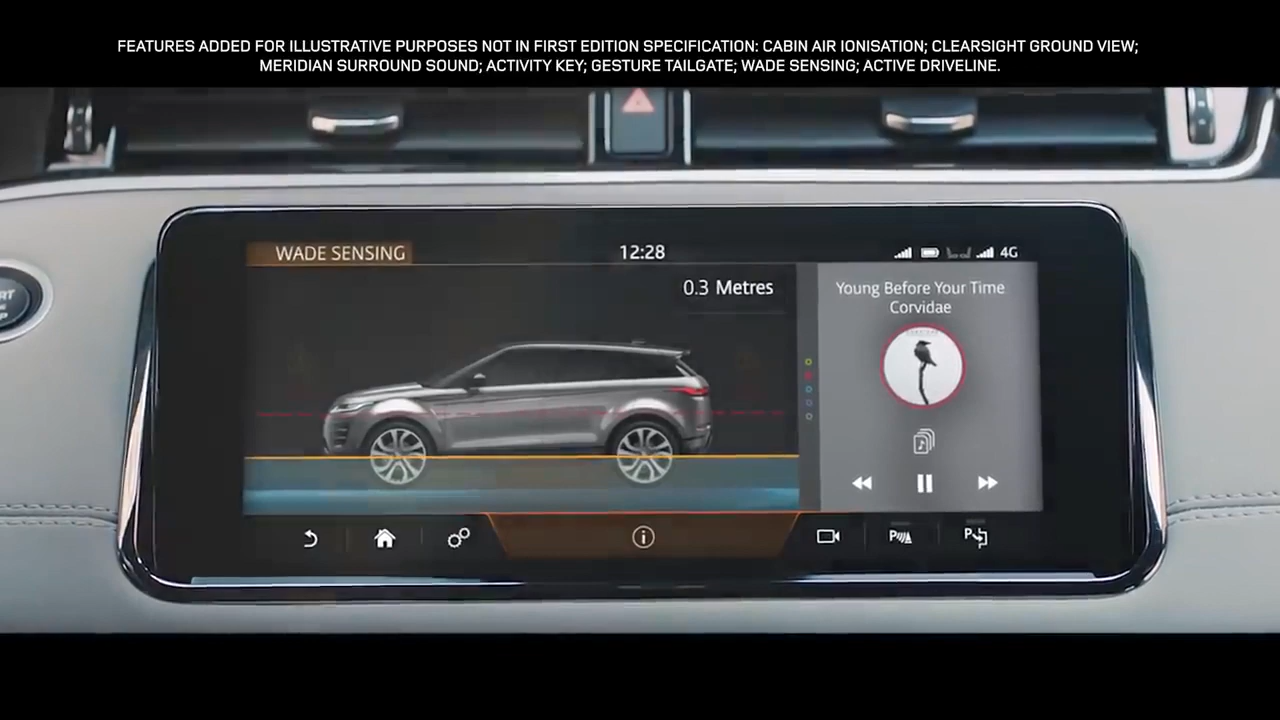 FEATURES ADDED FOR ILLUSTRATIVE PURPOSES NOT IN FIRST EDITION SPECIFICATION: CABIN AIR IONISATION; CLEARSIGHT GROUND VIEW;
MERIDIAN SURROUND SOUND; ACTIVITY KEY; GESTURE TAILGATE; WADE SENSING; ACTIVE DRIVELINE.
WADE SENSING
12:28
4G
0.3 Metres
Young Before Your Time
Corvidae